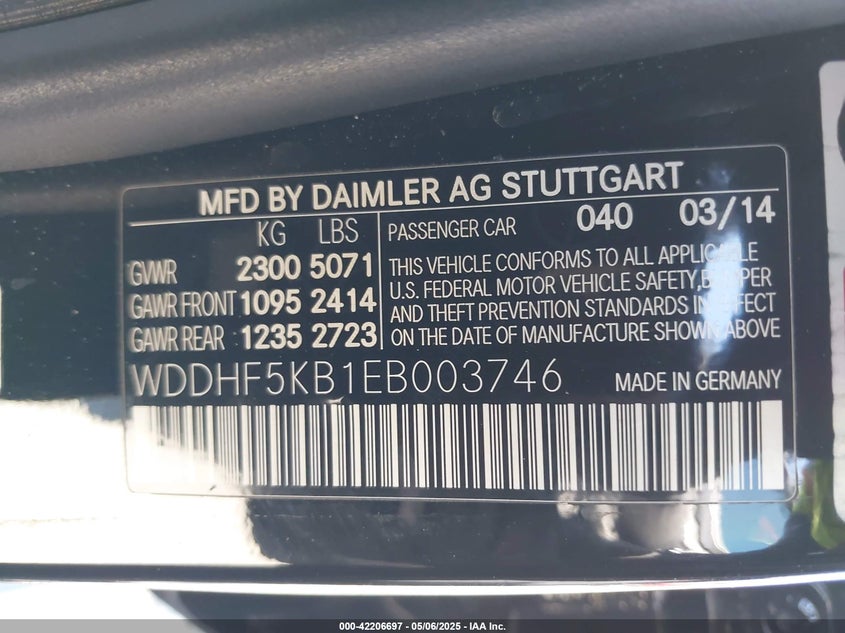 MFD BY DAIMLER AG STUTTGART
KG LBS
GVWR 2300 5071
GAWR FRONT 1095 2414
GAWR REAR 1235 2723
PASSENGER CAR 040 03/14
THIS VEHICLE CONFORMS TO ALL APPLICABLE
U.S. FEDERAL MOTOR VEHICLE SAFETY, BUMPER
AND THEFT PREVENTION STANDARDS IN EFFECT
ON THE DATE OF MANUFACTURE SHOWN ABOVE
WDDHF5KB1EB003746 MADE IN GERMANY
000-42206697 - 05/06/2025 - IAA Inc.